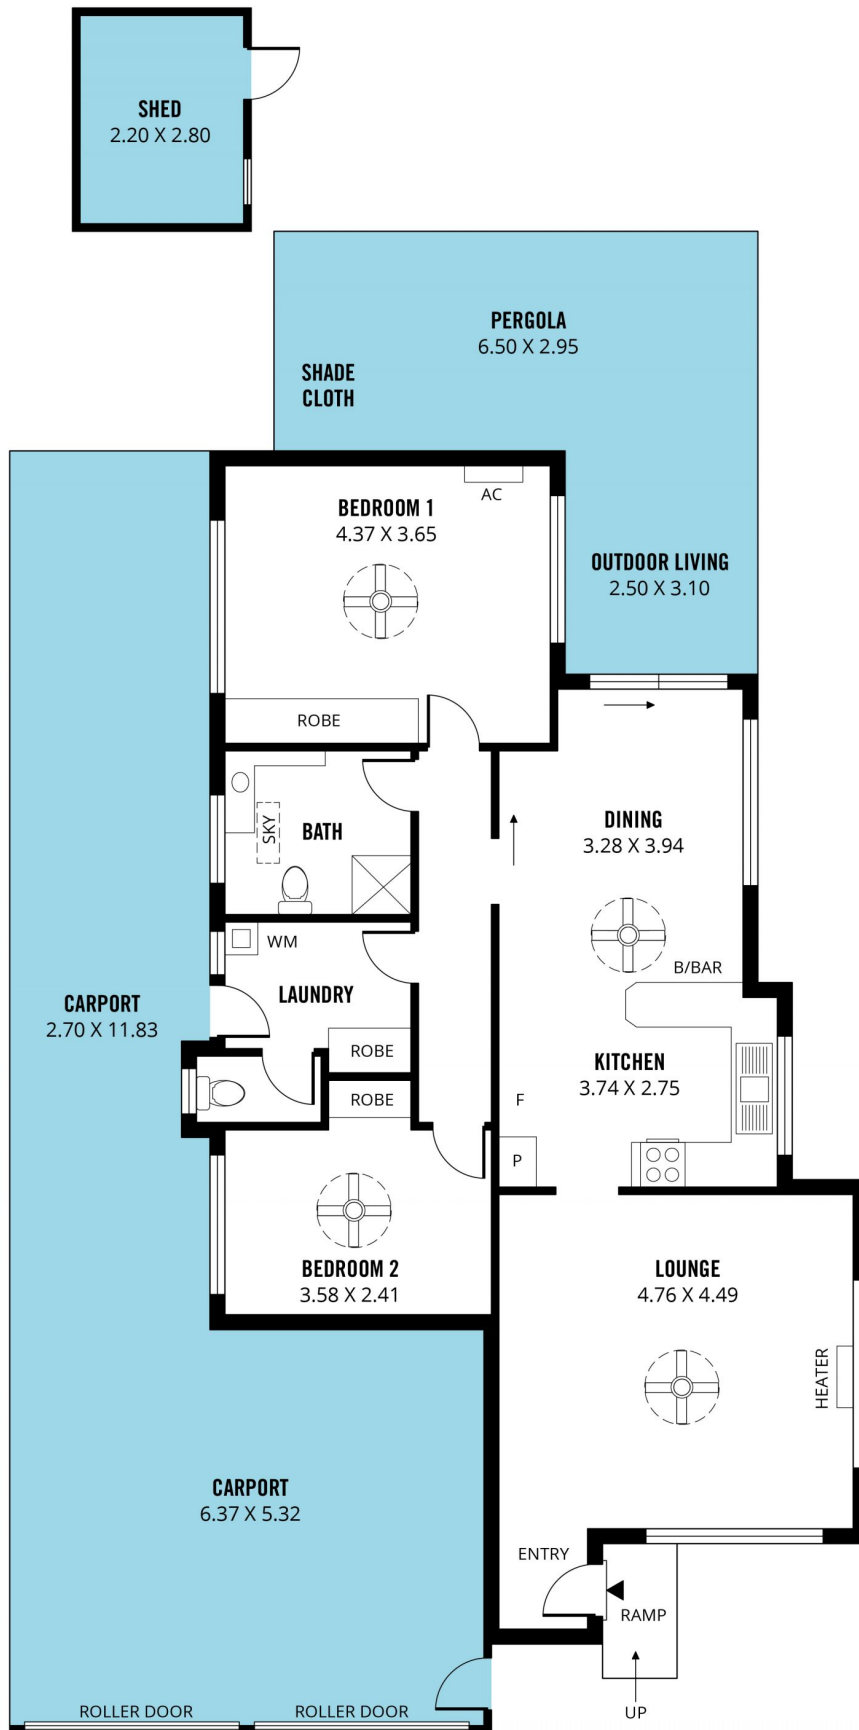 SHED
2.20 X 2.80
PERGOLA
6.50 X 2.95
SHADE
CLOTH
AC
BEDROOM 1
4.37 X 3.65
OUTDOOR LIVING
2.50 X 3.10
ROBE
SKY
BATH
DINING
3.28 X 3.94
WM
LAUNDRY
B/BAR
CARPORT
2.70 X 11.83
ROBE
KITCHEN
3.74 X 2.75
ROBE
F
P
BEDROOM 2
3.58 X 2.41
LOUNGE
4.76 X 4.49
HEATER
CARPORT
6.37 X 5.32
ENTRY
RAMP
ROLLER DOOR
ROLLER DOOR
UP